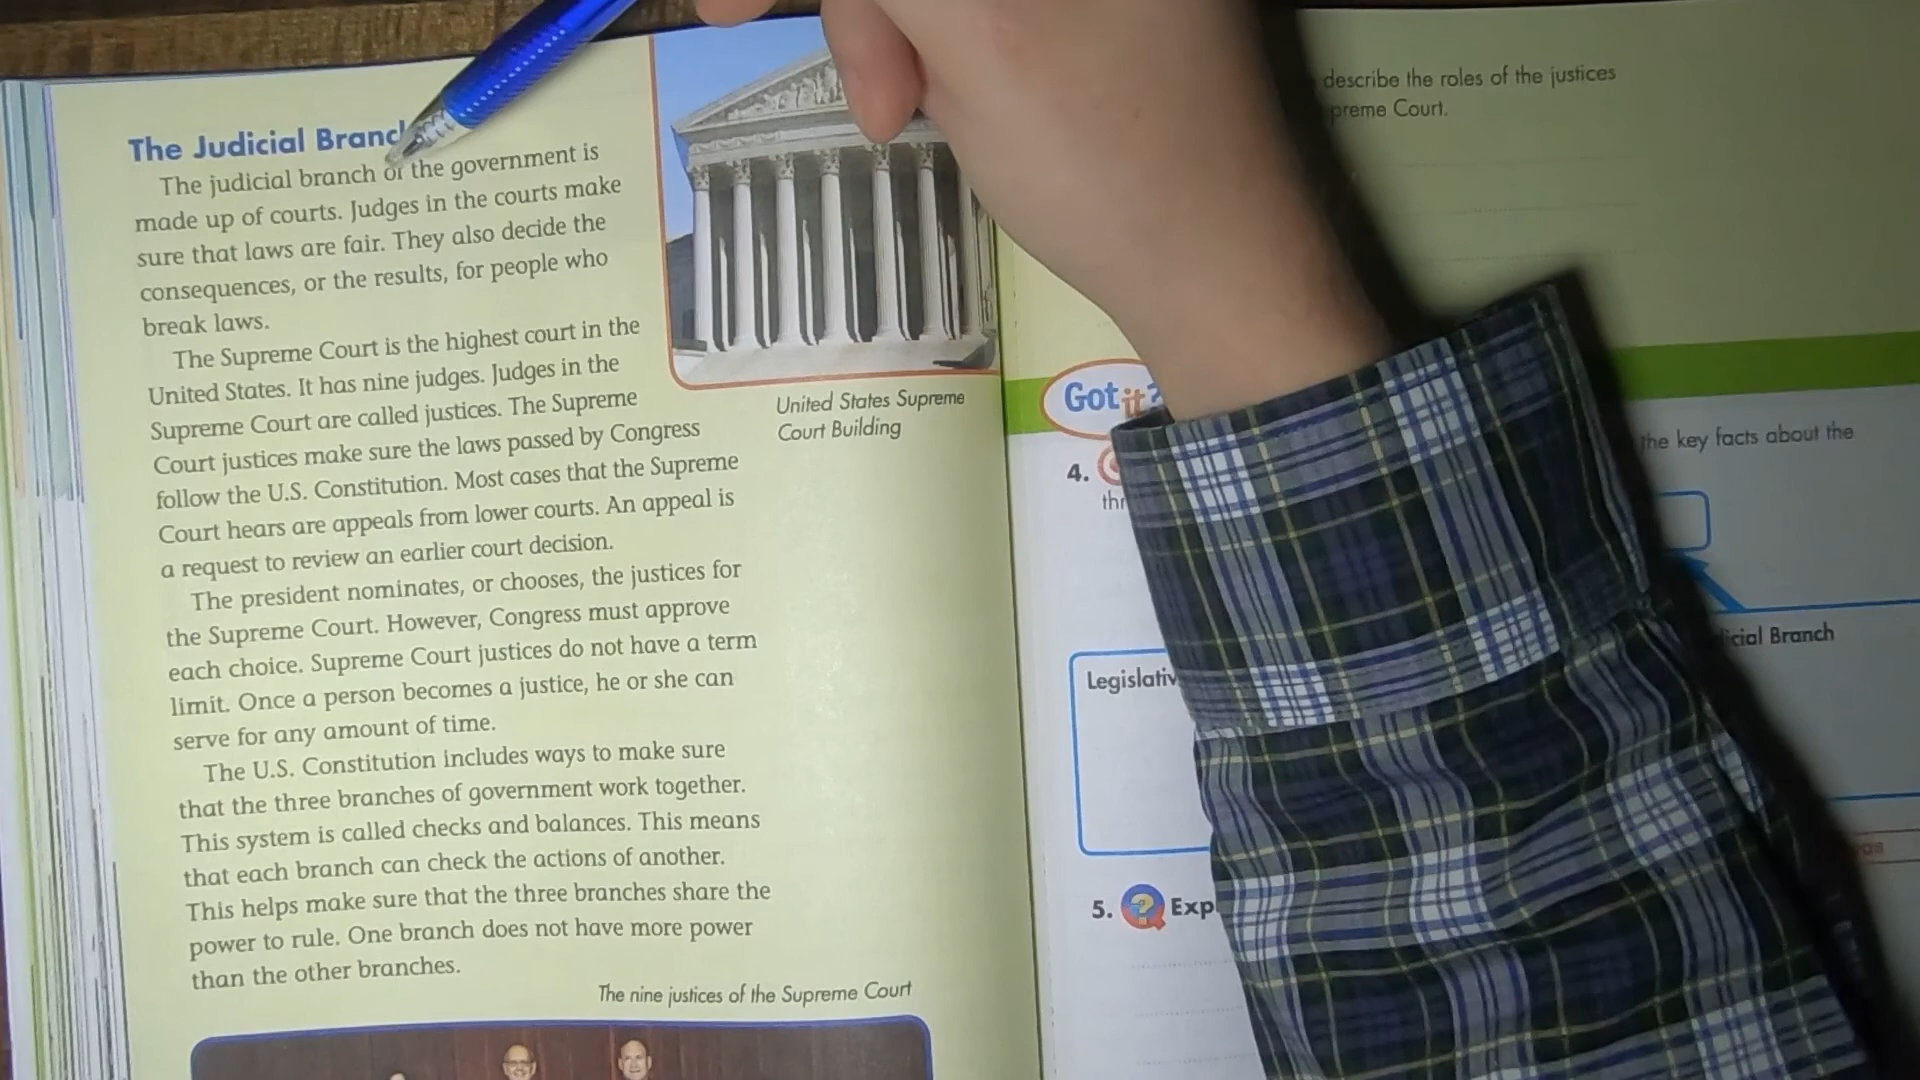 The Judicial Branch
The judicial branch of the government is
made up of courts. Judges in the courts make
sure that laws are fair. They also decide the
consequences, or the results, for people who
break laws.
The Supreme Court is the highest court in the
United States. It has nine judges. Judges in the
Supreme Court are called justices. The Supreme
Court justices make sure the laws passed by Congress
follow the U.S. Constitution. Most cases that the Supreme
Court hears are appeals from lower courts. An appeal is
a request to review an earlier court decision.
The president nominates, or chooses, the justices for
the Supreme Court. However, Congress must approve
each choice. Supreme Court justices do not have a term
limit. Once a person becomes a justice, he or she can
serve for any amount of time.
The U.S. Constitution includes ways to make sure
that the three branches of government work together.
This system is called checks and balances. This means
that each branch can check the actions of another.
This helps make sure that the three branches share the
power to rule. One branch does not have more power
than the other branches.
United States Supreme
Court Building
The nine justices of the Supreme Court
describe the roles of the justices
preme Court.
Got it?
4.
the key facts about the
thr
Legislativ
icial Branch
5. Exp